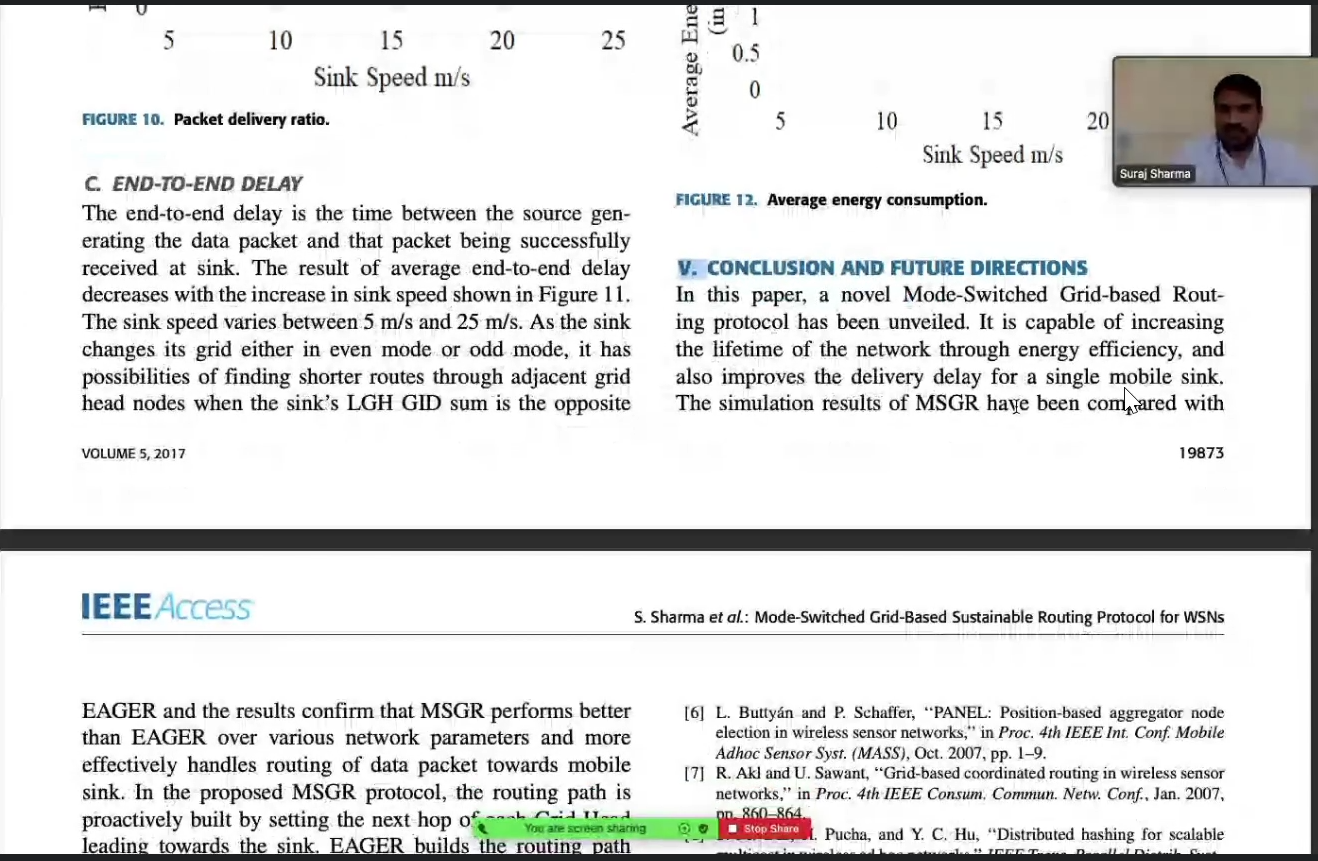 0
5 10 15 20 25
Sink Speed m/s
FIGURE 10. Packet delivery ratio.
C. END-TO-END DELAY
The end-to-end delay is the time between the source gen-
erating the data packet and that packet being successfully
received at sink. The result of average end-to-end delay
decreases with the increase in sink speed shown in Figure 11.
The sink speed varies between 5 m/s and 25 m/s. As the sink
changes its grid either in even mode or odd mode, it has
possibilities of finding shorter routes through adjacent grid
head nodes when the sink's LGH GID sum is the opposite
VOLUME 5, 2017
Average Ene
(in
1
0.5
0
5 10 15 20
Sink Speed m/s
FIGURE 12. Average energy consumption.
V. CONCLUSION AND FUTURE DIRECTIONS
In this paper, a novel Mode-Switched Grid-based Rout-
ing protocol has been unveiled. It is capable of increasing
the lifetime of the network through energy efficiency, and
also improves the delivery delay for a single mobile sink.
The simulation results of MSGR have been compared with
19873
Suraj Sharma
IEEE Access
S. Sharma et al.: Mode-Switched Grid-Based Sustainable Routing Protocol for WSNs
EAGER and the results confirm that MSGR performs better
than EAGER over various network parameters and more
effectively handles routing of data packet towards mobile
sink. In the proposed MSGR protocol, the routing path is
proactively built by setting the next hop of each Grid Head
leading towards the sink. EAGER builds the routing path
[6] L. Buttyán and P. Schaffer, "PANEL: Position-based aggregator node
election in wireless sensor networks," in Proc. 4th IEEE Int. Conf. Mobile
Adhoc Sensor Syst. (MASS), Oct. 2007, pp. 1–9.
[7] R. Akl and U. Sawant, "Grid-based coordinated routing in wireless sensor
networks," in Proc. 4th IEEE Consum. Commun. Netw. Conf., Jan. 2007,
pp. 860–864.
Pucha, and Y. C. Hu, "Distributed hashing for scalable
You are screen sharing
Stop Share